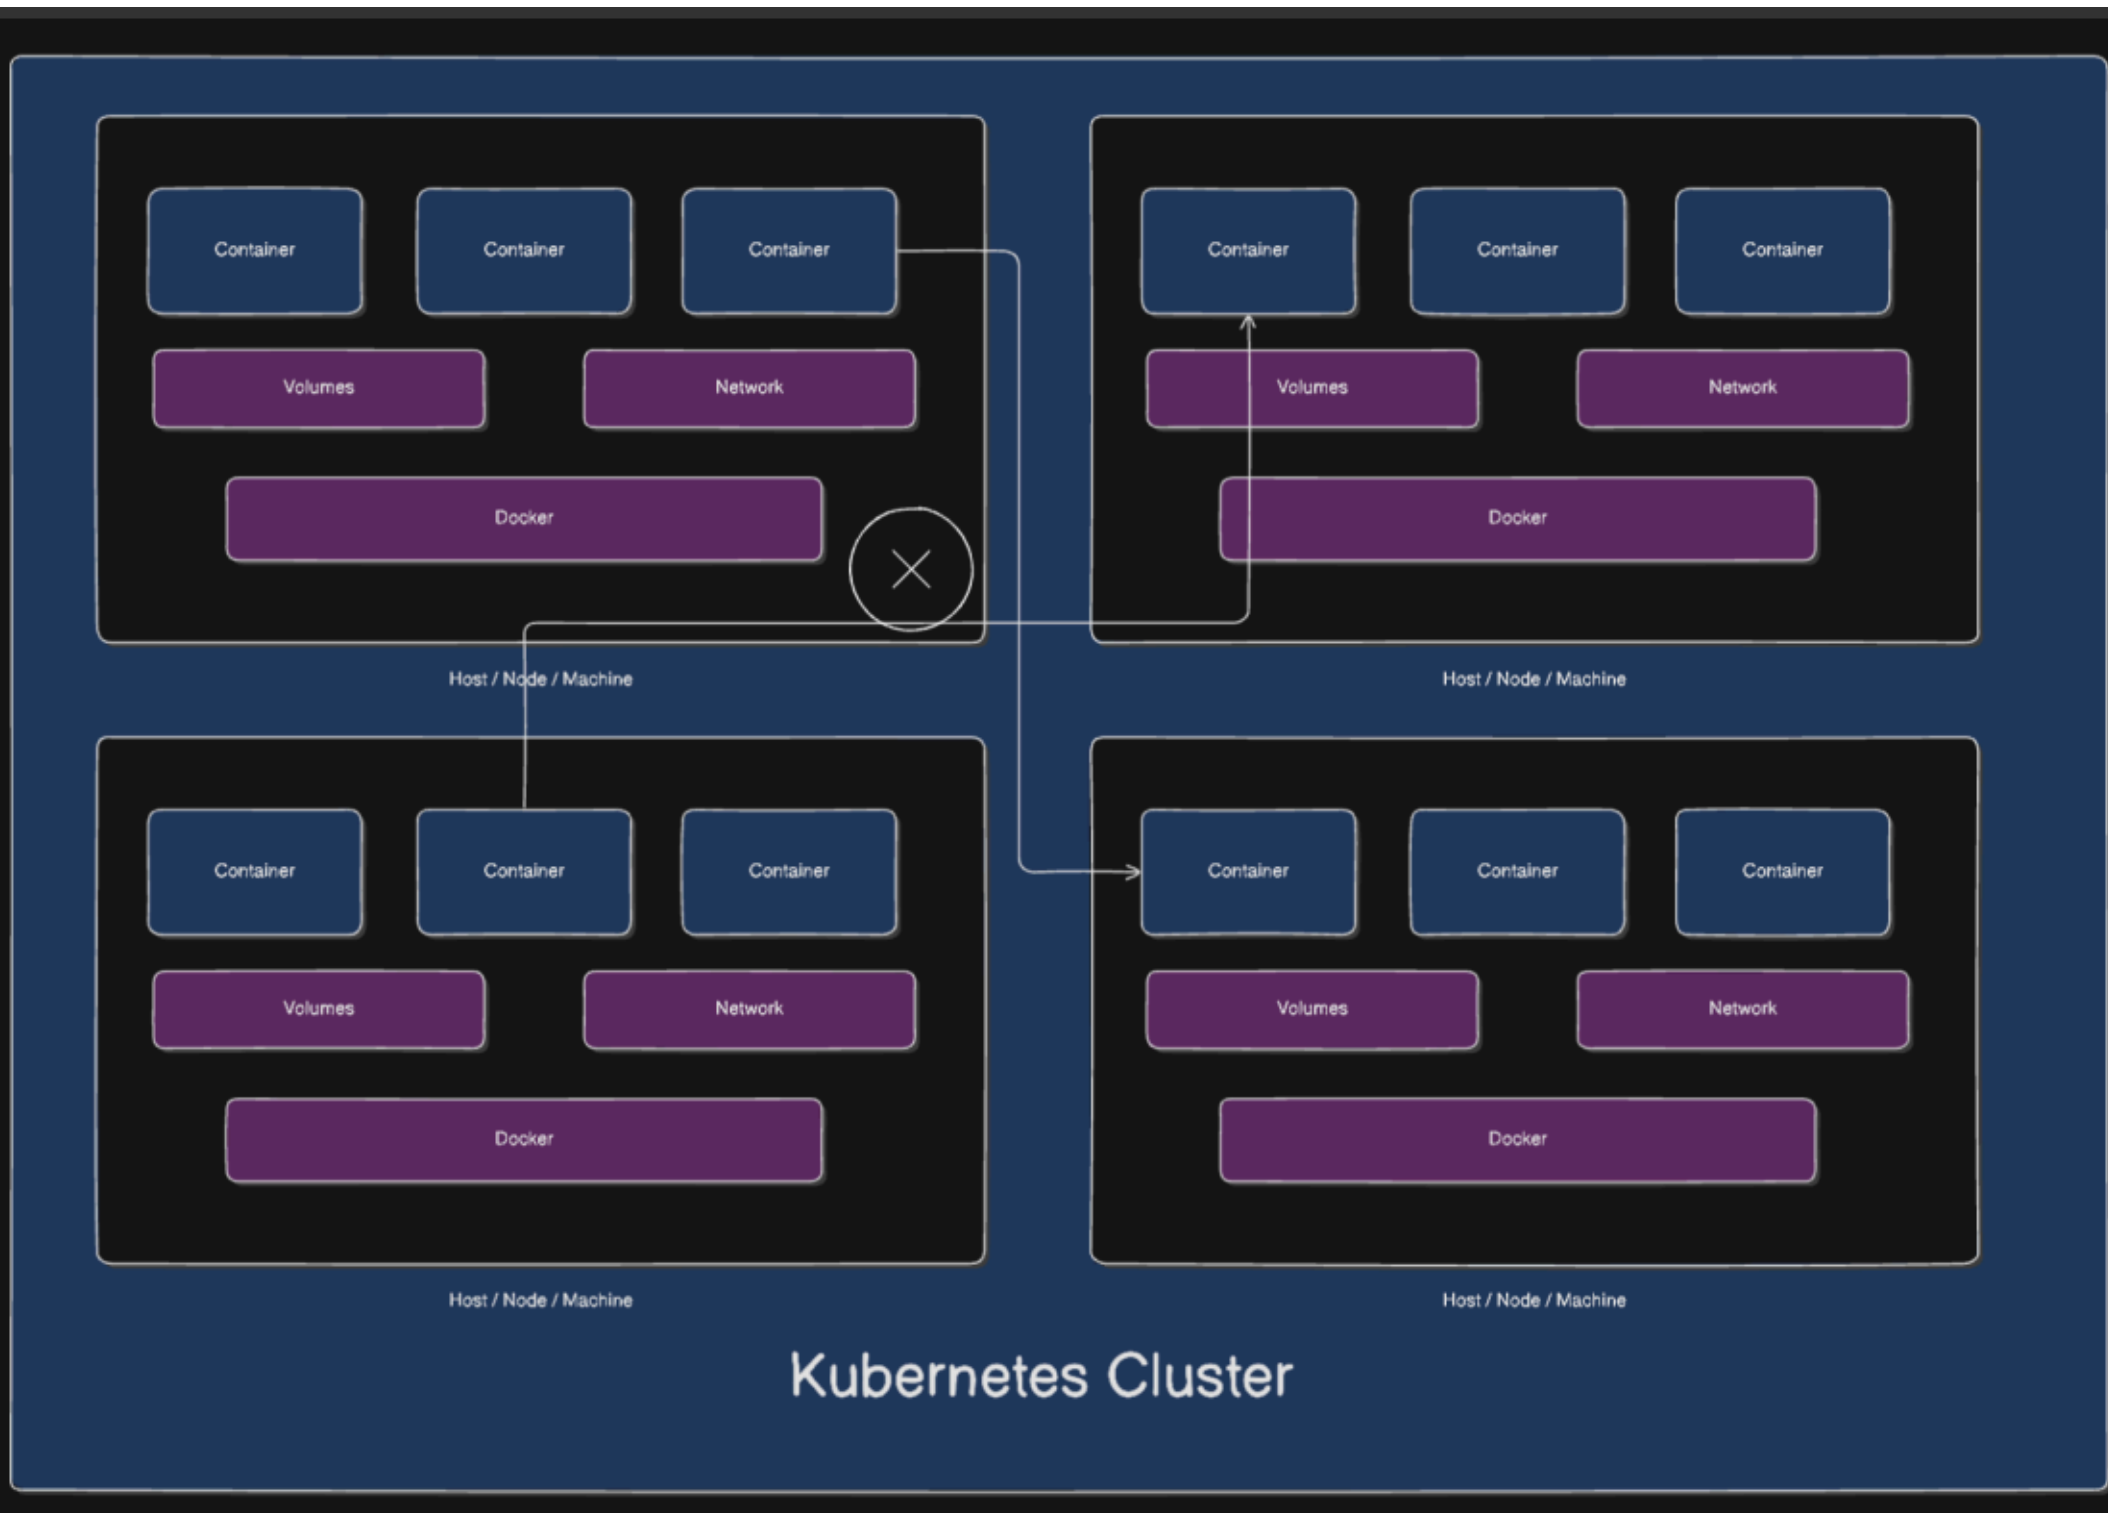 Container
Container
Container
Volumes
Network
Docker
Host / Node / Machine
Container
Container
Container
Volumes
Network
Docker
Host / Node / Machine
Container
Container
Container
Volumes
Network
Docker
Host / Node / Machine
Container
Container
Container
Volumes
Network
Docker
Host / Node / Machine
Kubernetes Cluster